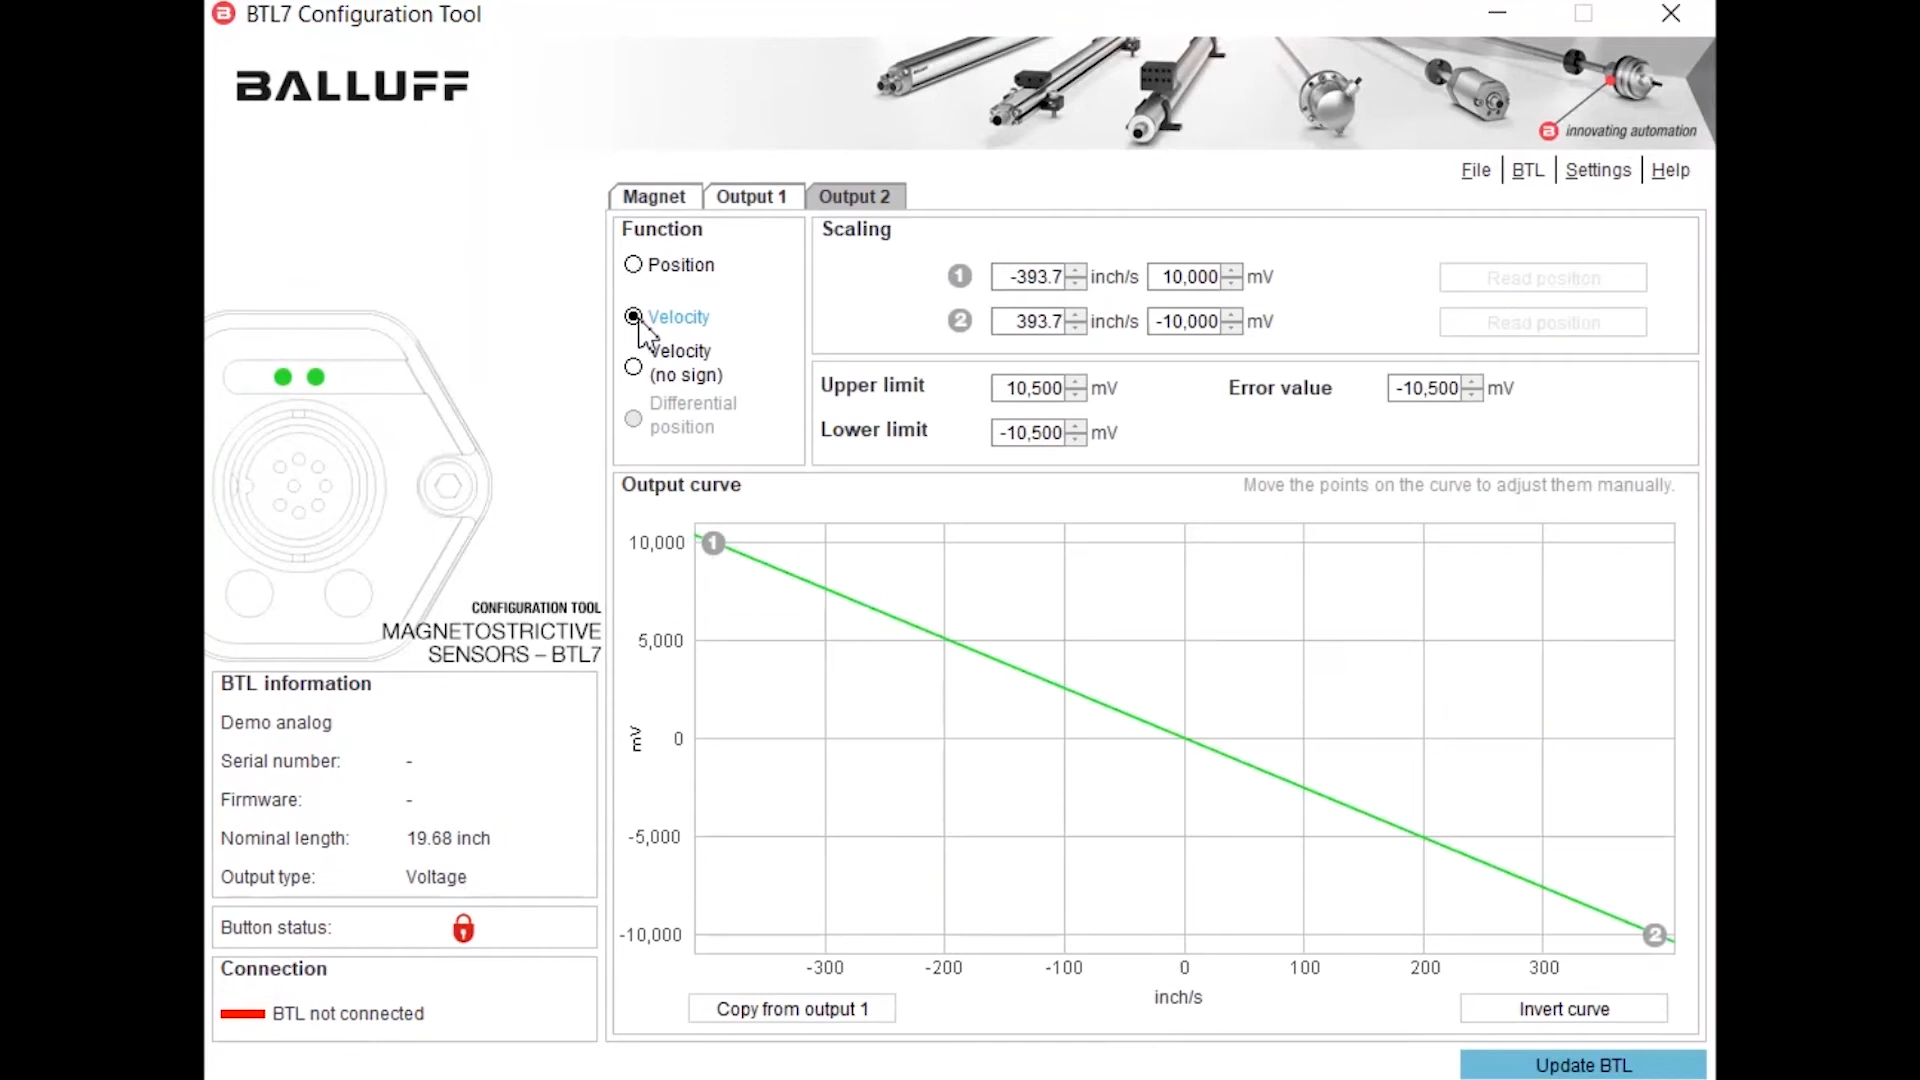 BTL7 Configuration Tool
BALLUFF
innovating automation
File | BTL | Settings | Help
Magnet Output 1 Output 2
Function
Position
Velocity
Velocity
(no sign)
Differential
position
Scaling
1 -393.7 inch/s 10,000 mV Read position
2 393.7 inch/s -10,000 mV Read position
Upper limit 10,500 mV Error value -10,500 mV
Lower limit -10,500 mV
Output curve Move the points on the curve to adjust them manually.
10,000
5,000
0
-5,000
-10,000
mV
1
2
-300 -200 -100 0 100 200 300
inch/s
Copy from output 1 Invert curve
Update BTL
CONFIGURATION TOOL
MAGNETOSTRICTIVE
SENSORS – BTL7
BTL information
Demo analog
Serial number: -
Firmware: -
Nominal length: 19.68 inch
Output type: Voltage
Button status:
Connection
BTL not connected